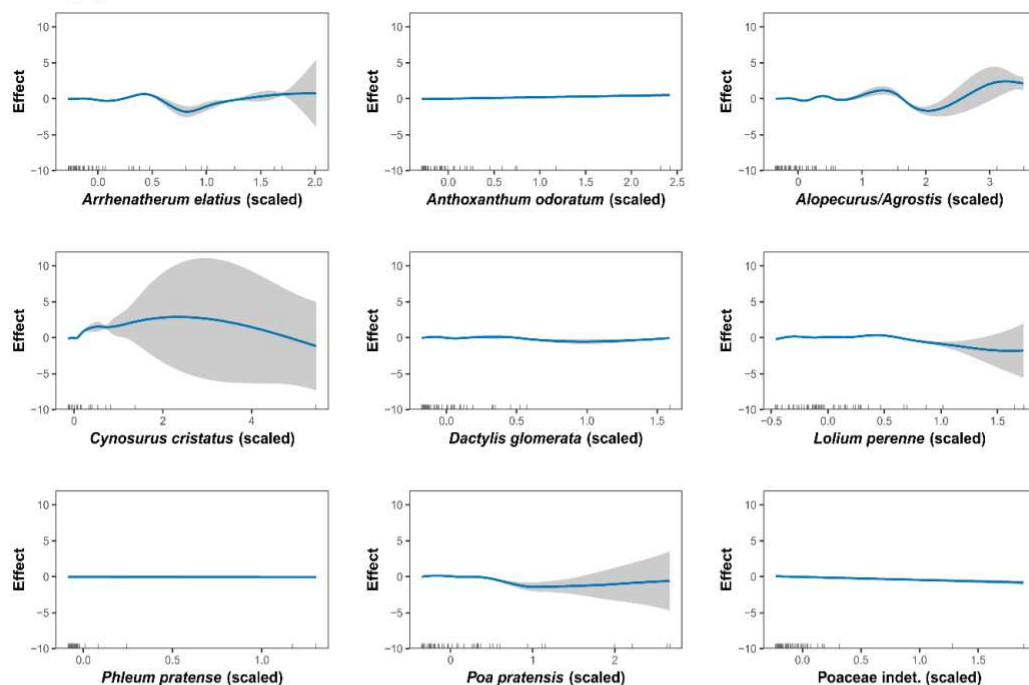 10
5
0
−5
−10
Effect
0.0 0.5 1.0 1.5 2.0
Arrhenatherum elatius (scaled)
10
5
0
−5
−10
Effect
0.0 0.5 1.0 1.5 2.0 2.5
Anthoxanthum odoratum (scaled)
10
5
0
−5
−10
Effect
0 1 2 3
Alopecurus/Agrostis (scaled)
10
5
0
−5
−10
Effect
0 2 4
Cynosurus cristatus (scaled)
10
5
0
−5
−10
Effect
0.0 0.5 1.0 1.5
Dactylis glomerata (scaled)
10
5
0
−5
−10
Effect
−0.5 0.0 0.5 1.0 1.5
Lolium perenne (scaled)
10
5
0
−5
−10
Effect
0.0 0.5 1.0
Phleum pratense (scaled)
10
5
0
−5
−10
Effect
0 1 2
Poa pratensis (scaled)
10
5
0
−5
−10
Effect
0.0 0.5 1.0 1.5
Poaceae indet. (scaled)